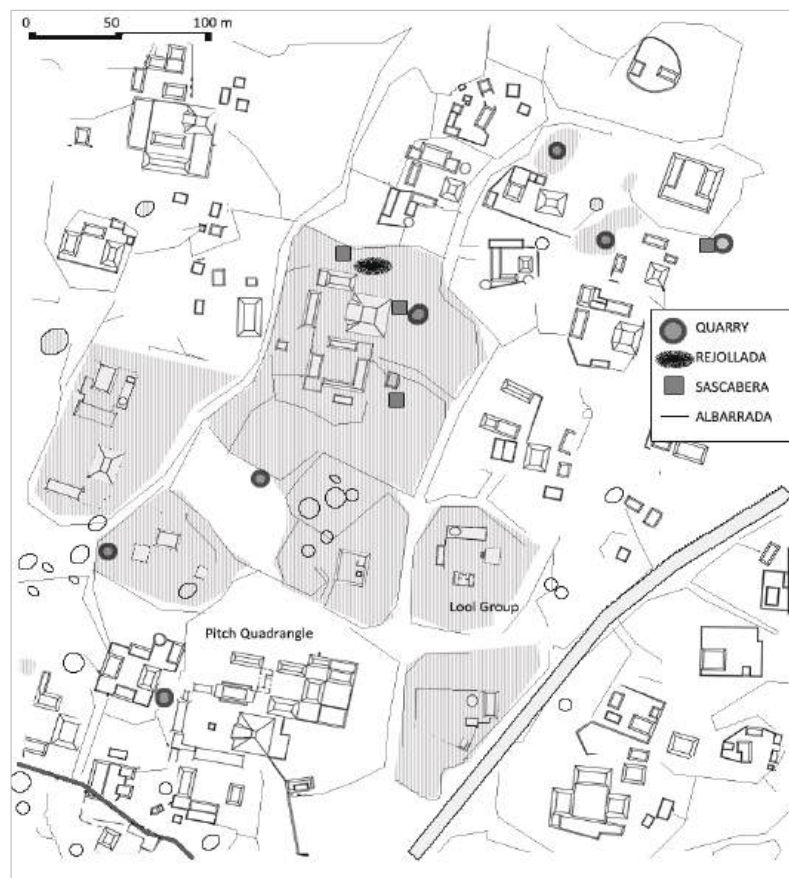 0 50 100 m
QUARRY
REJOLLADA
SASCABERA
ALBARRADA
Lool Group
Pitch Quadrangle